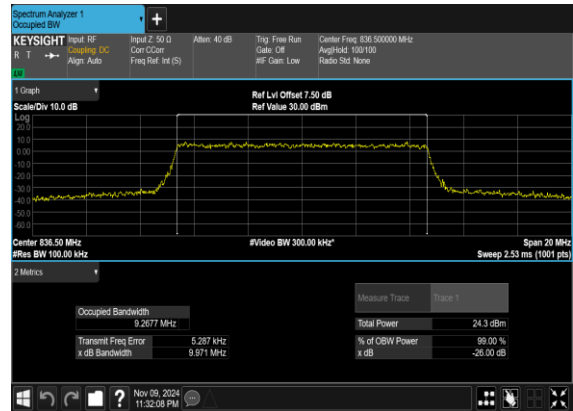 Spectrum Analyzer 1
Occupied BW
+
KEYSIGHT Input: RF Input Z: 50 Ω Atten: 40 dB Trig: Free Run Center Freq: 836.500000 MHz
R T Coupling: DC Corr CCorr Gate: Off Avg|Hold: 100/100
Align: Auto Freq Ref: Int (S) #IF Gain: Low Radio Std: None
1 Graph
Ref Lvl Offset 7.50 dB
Scale/Div 10.0 dB Ref Value 30.00 dBm
Log
20.0
10.0
0.00
-10.0
-20.0
-30.0
-40.0
-50.0
-60.0
Center 836.50 MHz #Video BW 300.00 kHz* Span 20 MHz
#Res BW 100.00 kHz Sweep 2.53 ms (1001 pts)
2 Metrics
Measure Trace Trace 1
Occupied Bandwidth
9.2677 MHz Total Power 24.3 dBm
Transmit Freq Error 5.287 kHz % of OBW Power 99.00 %
x dB Bandwidth 9.971 MHz x dB -26.00 dB
? Nov 09, 2024
11:32:08 PM